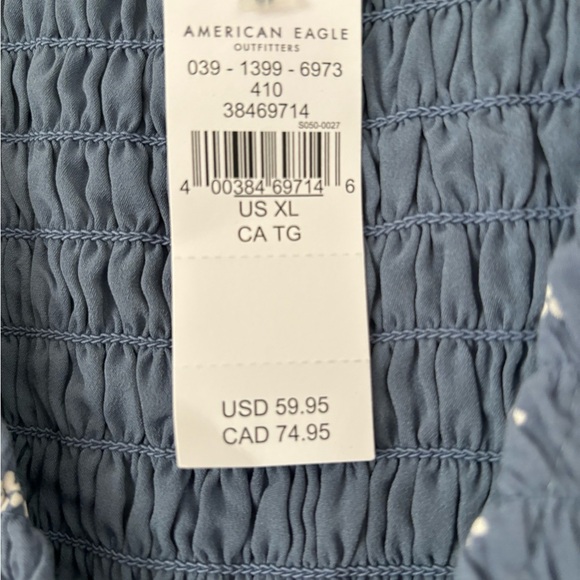 AMERICAN EAGLE
OUTFITTERS
039 - 1399 - 6973
410
38469714
S050-0027
4 00384 69714 6
US XL
CA TG
USD 59.95
CAD 74.95